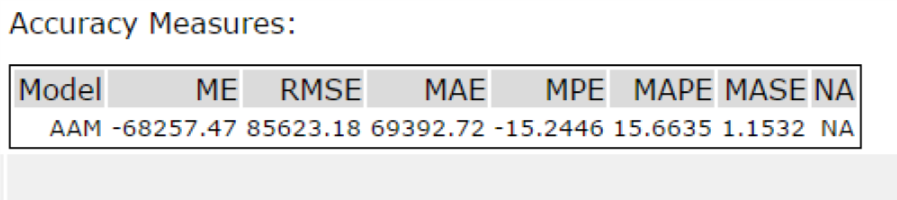 Accuracy Measures:
Model ME RMSE MAE MPE MAPE MASE NA
AAM -68257.47 85623.18 69392.72 -15.2446 15.6635 1.1532 NA